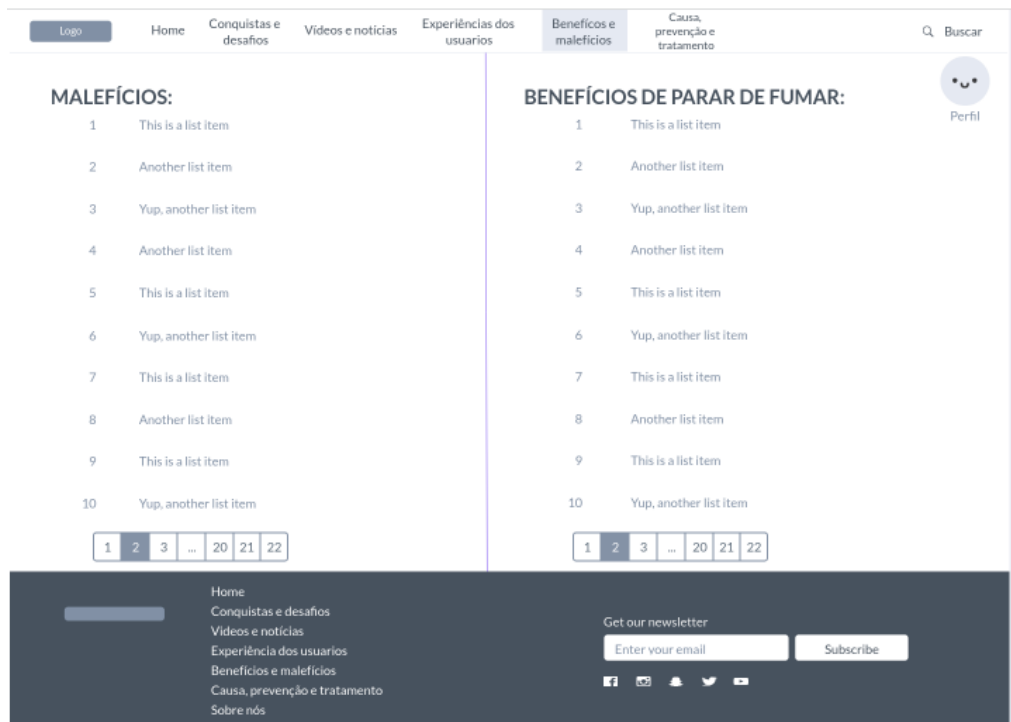 Logo
Home
Conquistas e
desafios
Vídeos e notícias
Experiências dos
usuarios
Benefícos e
malefícios
Causa,
prevenção e
tratamento
Buscar
Perfil
MALEFÍCIOS:
1 This is a list item
2 Another list item
3 Yup, another list item
4 Another list item
5 This is a list item
6 Yup, another list item
7 This is a list item
8 Another list item
9 This is a list item
10 Yup, another list item
1 2 3 ... 20 21 22
BENEFÍCIOS DE PARAR DE FUMAR:
1 This is a list item
2 Another list item
3 Yup, another list item
4 Another list item
5 This is a list item
6 Yup, another list item
7 This is a list item
8 Another list item
9 This is a list item
10 Yup, another list item
1 2 3 ... 20 21 22
Home
Conquistas e desafios
Videos e notícias
Experiência dos usuarios
Benefícios e malefícios
Causa, prevenção e tratamento
Sobre nós
Get our newsletter
Enter your email
Subscribe